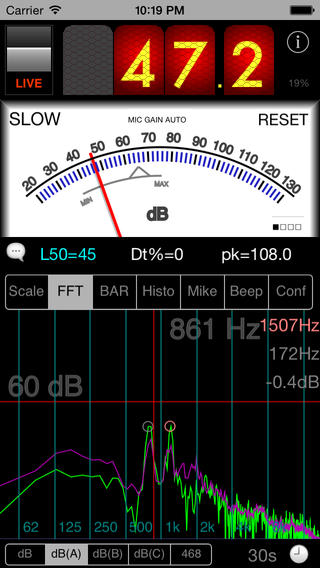 Carrier 10:19 PM
47.2
LIVE
19%
SLOW MIC GAIN AUTO RESET
20 30 40 50 60 70 80 90 100 110 120 130
MIN MAX
dB
L50=45 Dt%=0 pk=108.0
Scale FFT BAR Histo Mike Beep Conf
861 Hz 1507Hz
172Hz
60 dB -0.4dB
62 125 250 500 1k 2k
dB dB(A) dB(B) dB(C) 468 30s